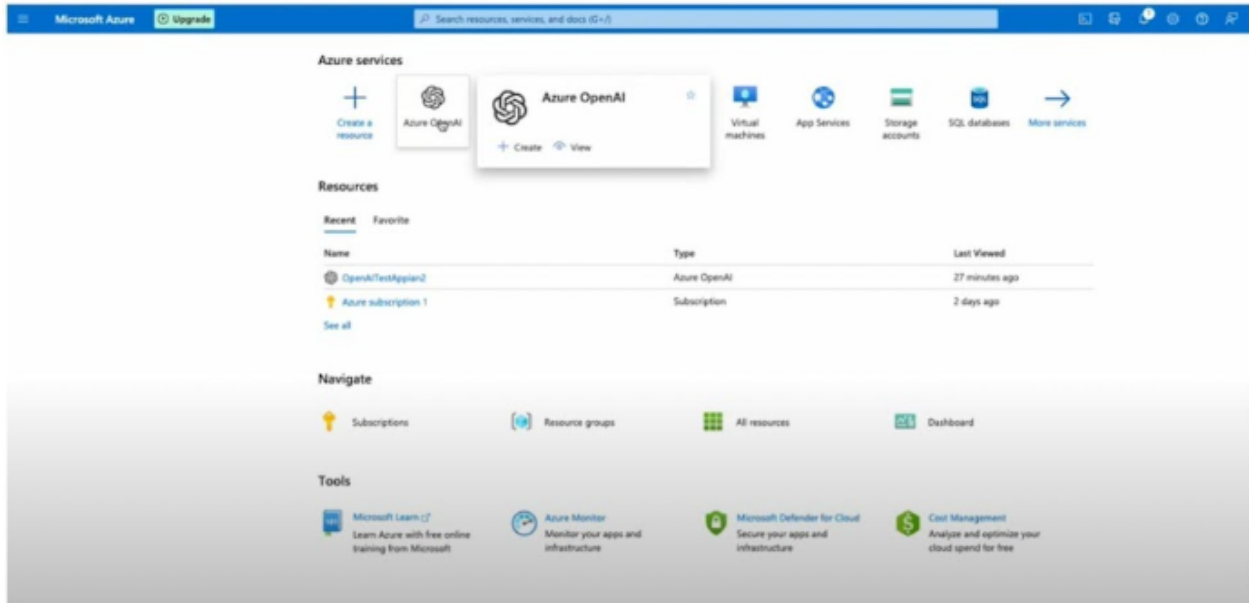 Microsoft Azure
Upgrade
Search resources, services, and docs (G+/)
1
Azure services
Create a
resource
Azure OpenAI
Azure OpenAI
Create
View
Virtual
machines
App Services
Storage
accounts
SQL
SQL databases
More services
Resources
Recent Favorite
Name Type Last Viewed
OpenAITestAppian2 Azure OpenAI 27 minutes ago
Azure subscription 1 Subscription 2 days ago
See all
Navigate
Subscriptions Resource groups All resources Dashboard
Tools
Microsoft Learn
Learn Azure with free online
training from Microsoft
Azure Monitor
Monitor your apps and
infrastructure
Microsoft Defender for Cloud
Secure your apps and
infrastructure
Cost Management
Analyze and optimize your
cloud spend for free